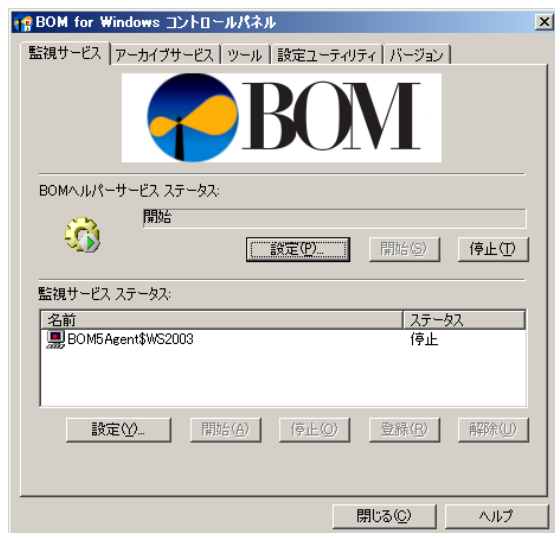 BOM for Windows コントロールパネル
監視サービス アーカイブサービス ツール 設定ユーティリティ バージョン
BOM
BOMヘルパーサービス ステータス:
開始
設定(P)... 開始(S) 停止(T)
監視サービス ステータス:
名前 ステータス
BOM5Agent$WS2003 停止
設定(Y)... 開始(A) 停止(O) 登録(R) 解除(U)
閉じる(C) ヘルプ